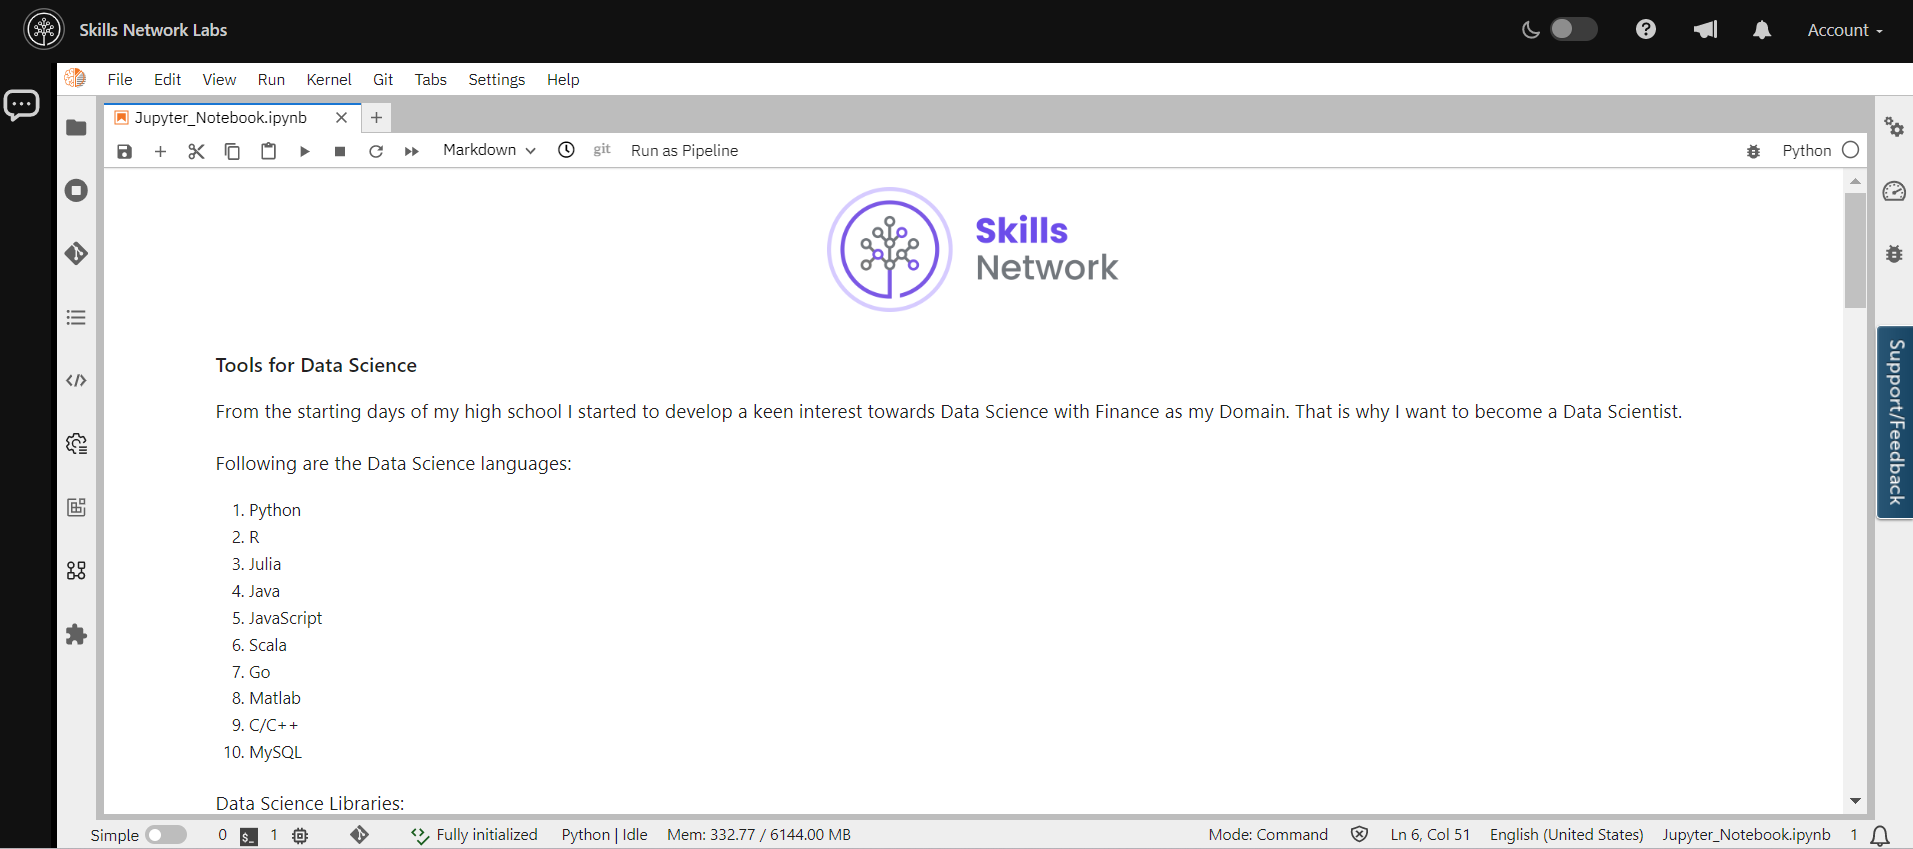 Skills Network Labs
Account
File Edit View Run Kernel Git Tabs Settings Help
Jupyter_Notebook.ipynb
Markdown git Run as Pipeline Python
Skills
Network
Tools for Data Science
From the starting days of my high school I started to develop a keen interest towards Data Science with Finance as my Domain. That is why I want to become a Data Scientist.
Following are the Data Science languages:
1. Python
2. R
3. Julia
4. Java
5. JavaScript
6. Scala
7. Go
8. Matlab
9. C/C++
10. MySQL
Data Science Libraries:
Support/Feedback
Simple 0 $_ 1 Fully initialized Python | Idle Mem: 332.77 / 6144.00 MB Mode: Command Ln 6, Col 51 English (United States) Jupyter_Notebook.ipynb 1